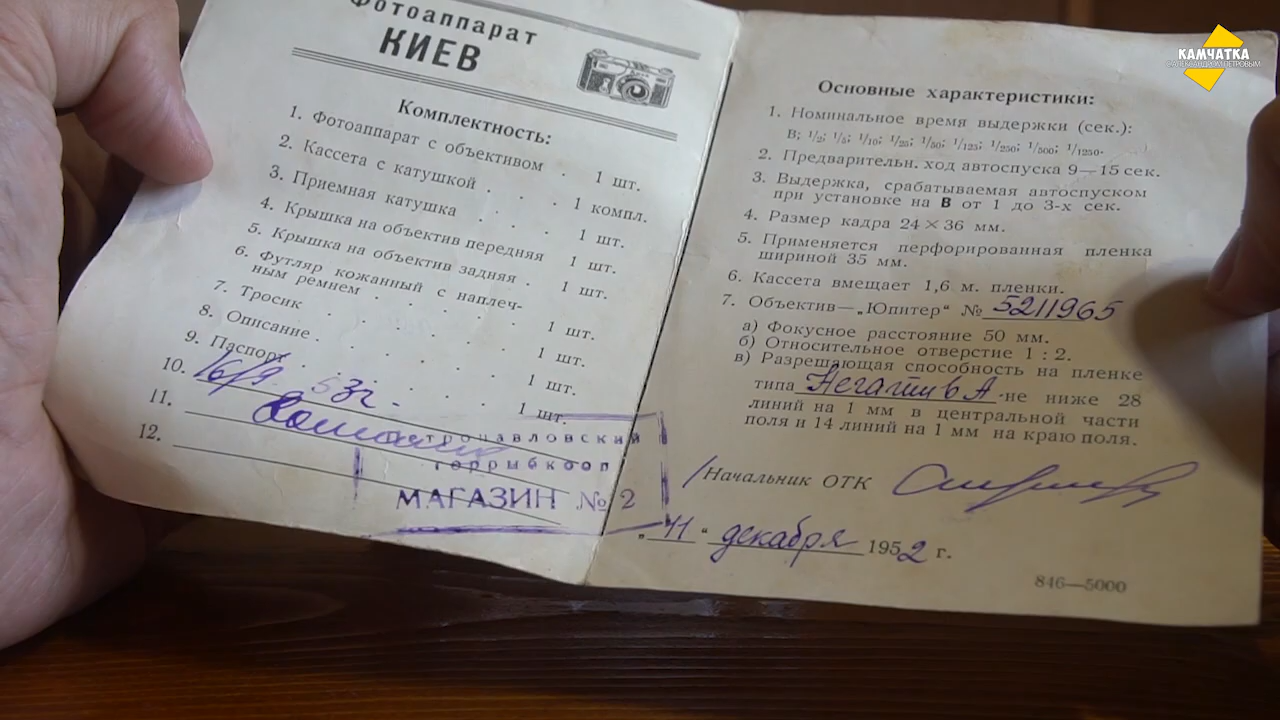 Фотоаппарат
КИЕВ
Комплектность:
1. Фотоаппарат с объективом . 1 шт.
2. Кассета с катушкой . . . 1 компл.
3. Приемная катушка . . . 1 шт.
4. Крышка на объектив передняя 1 шт.
5. Крышка на объектив задняя . 1 шт.
6. Футляр кожанный с наплеч-
ным ремнем . . . . 1 шт.
7. Тросик . . . . . 1 шт.
8. Описание . . . . . 1 шт.
9. Паспорт . . . . . 1 шт.
10. 16/9. 53г.
11.
12.
горрыбкооп
МАГАЗИН № 2
Основные характеристики:
1. Номинальное время выдержки (сек.):
В; 1/2; 1/5; 1/10; 1/25; 1/50; 1/125; 1/250; 1/500; 1/1250.
2. Предварительн. ход автоспуска 9—15 сек.
3. Выдержка, срабатываемая автоспуском
при установке на В от 1 до 3-х сек.
4. Размер кадра 24×36 мм.
5. Применяется перфорированная пленка
шириной 35 мм.
6. Кассета вмещает 1,6 м. пленки.
7. Объектив—„Юпитер" № 5211965
а) Фокусное расстояние 50 мм.
б) Относительное отверстие 1 : 2.
в) Разрешающая способность на пленке
типа Негатив А -не ниже 28
линий на 1 мм в центральной части
поля и 14 линий на 1 мм на краю поля.
Начальник ОТК
„11" декабря 1952 г.
846—5000
КАМЧАТКА
С АЛЕКСАНДРОМ ПЕТРОВЫМ